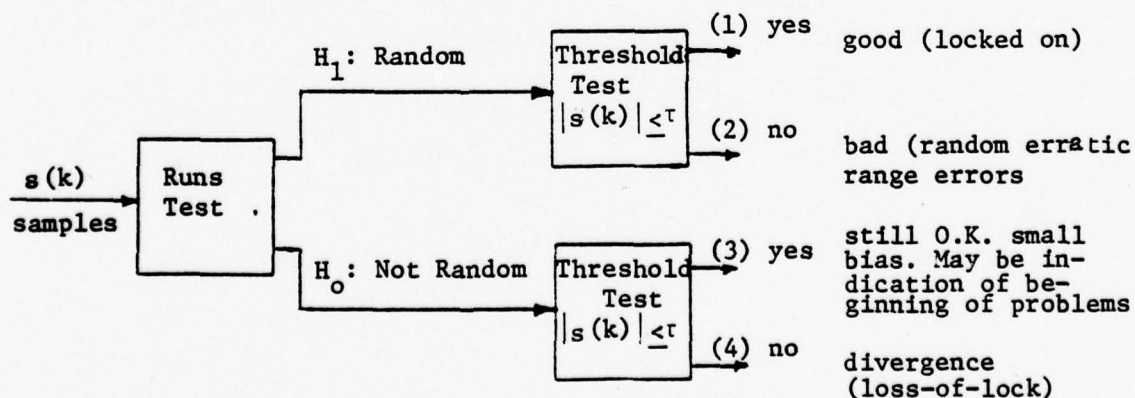 s(k)
samples
Runs
Test
H₁: Random
Threshold
Test
|s(k)| ≤ τ
(1) yes
good (locked on)
(2) no
bad (random erratic
range errors
H₀: Not Random
Threshold
Test
|s(k)| ≤ τ
(3) yes
still O.K. small
bias. May be in-
dication of be-
ginning of problems
(4) no
divergence
(loss-of-lock)